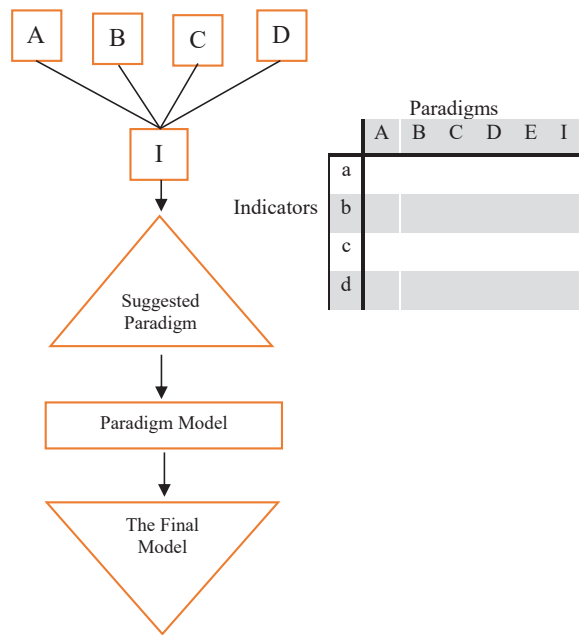 A B C D
I
Suggested
Paradigm
Paradigm Model
The Final
Model
Paradigms
A B C D E I
Indicators
a
b
c
d